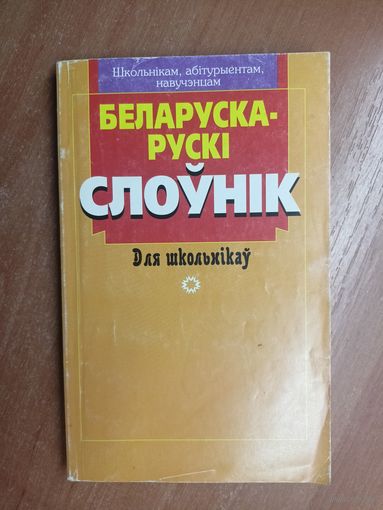 Школьнікам, абітурыентам,
навучэнцам
БЕЛАРУСКА-
РУСКІ
СЛОЎНІК
Для школьнікаў